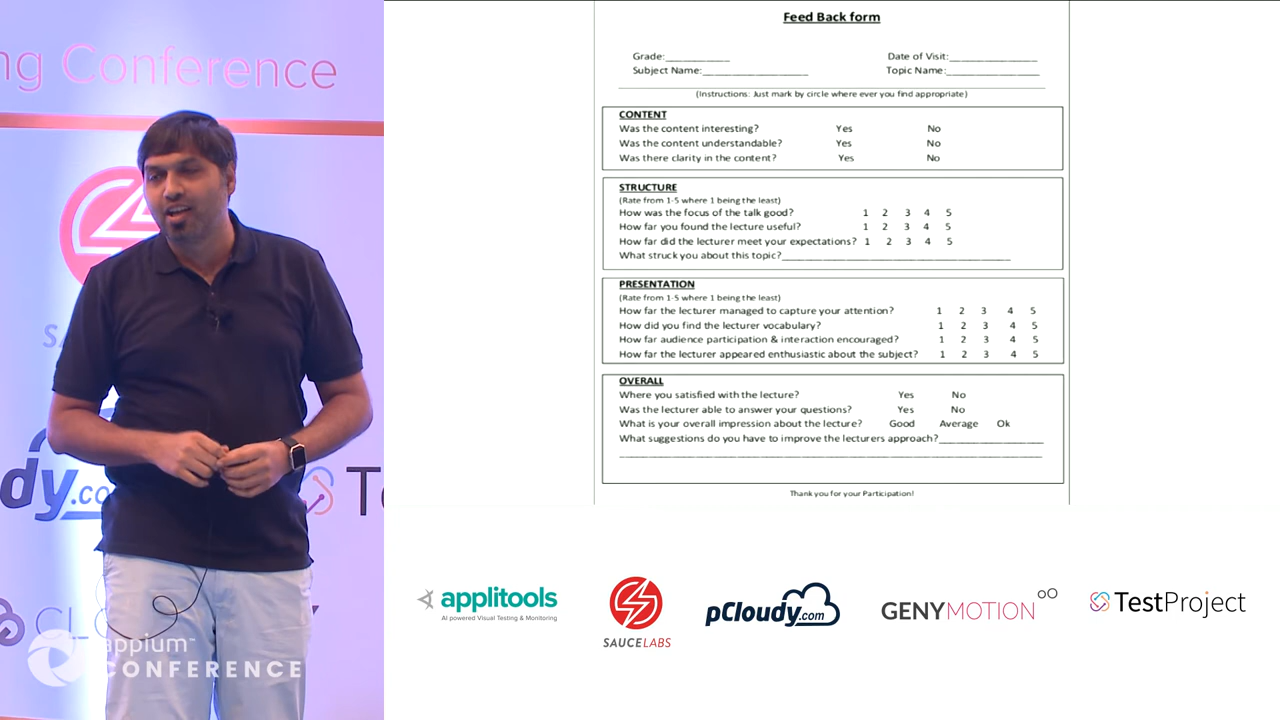 ng Conference
SA
dy.co
T
CL
appium™
CONFERENCE
Feed Back form
Grade:____________ Date of Visit:________________
Subject Name:___________________ Topic Name:_________________
(Instructions: Just mark by circle where ever you find appropriate)
CONTENT
Was the content interesting? Yes No
Was the content understandable? Yes No
Was there clarity in the content? Yes No
STRUCTURE
(Rate from 1-5 where 1 being the least)
How was the focus of the talk good? 1 2 3 4 5
How far you found the lecture useful? 1 2 3 4 5
How far did the lecturer meet your expectations? 1 2 3 4 5
What struck you about this topic?__________________________________________
PRESENTATION
(Rate from 1-5 where 1 being the least)
How far the lecturer managed to capture your attention? 1 2 3 4 5
How did you find the lecturer vocabulary? 1 2 3 4 5
How far audience participation & interaction encouraged? 1 2 3 4 5
How far the lecturer appeared enthusiastic about the subject? 1 2 3 4 5
OVERALL
Where you satisfied with the lecture? Yes No
Was the lecturer able to answer your questions? Yes No
What is your overall impression about the lecture? Good Average Ok
What suggestions do you have to improve the lecturers approach?___________________
Thank you for your Participation!
applitools
AI powered Visual Testing & Monitoring
SAUCELABS
pCloudy.com
GENYMOTION
TestProject